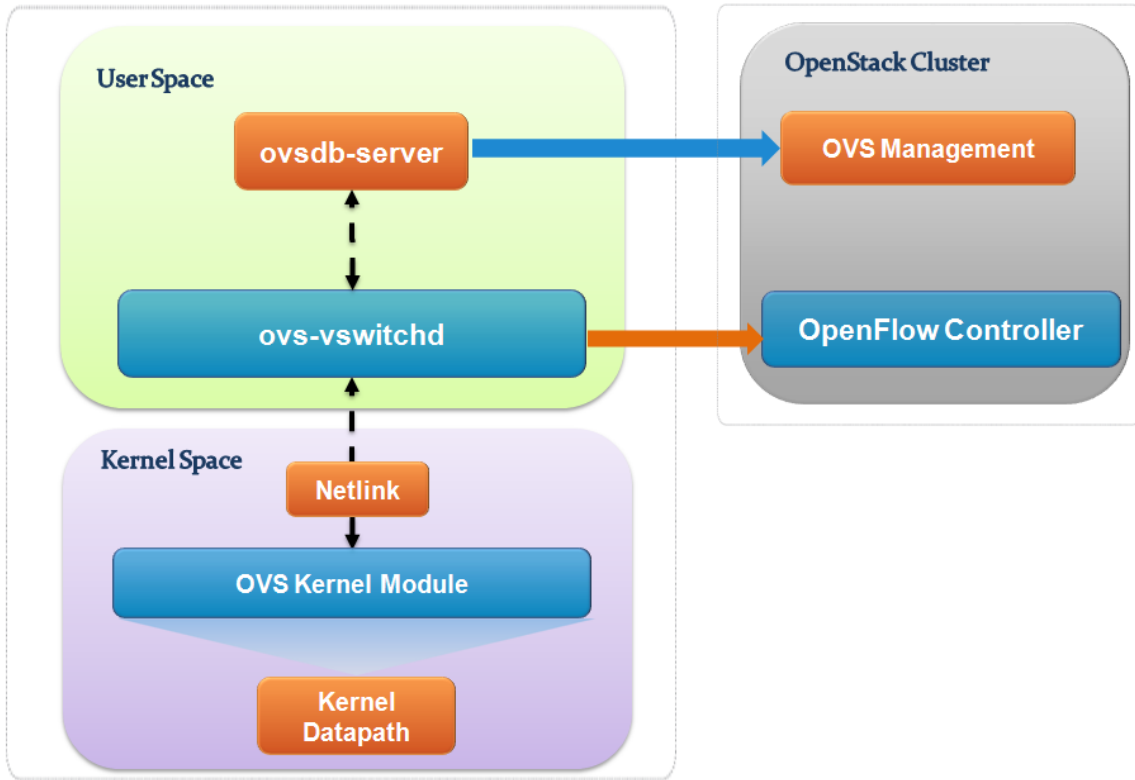 User Space
ovsdb-server
ovs-vswitchd
Kernel Space
Netlink
OVS Kernel Module
Kernel
Datapath
OpenStack Cluster
OVS Management
OpenFlow Controller